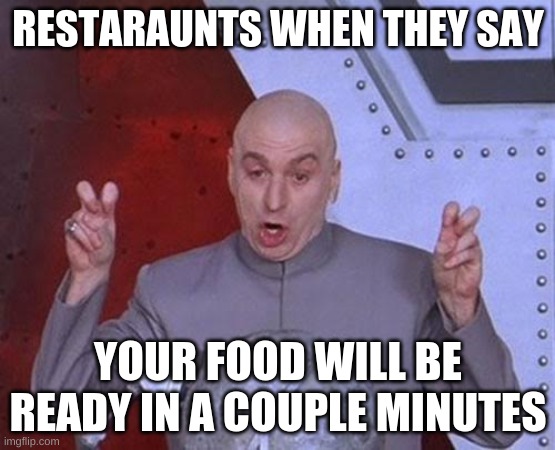 RESTARAUNTS WHEN THEY SAY
YOUR FOOD WILL BE
READY IN A COUPLE MINUTES
imgflip.com